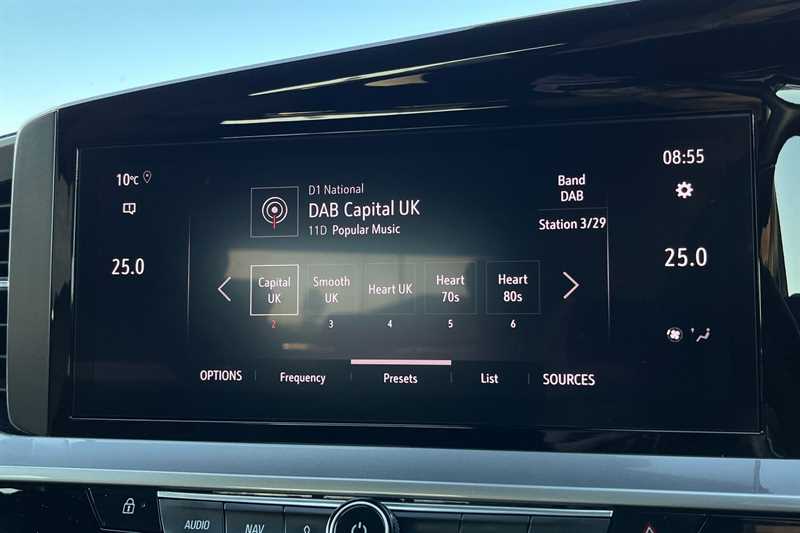 10°C
25.0
D1 National
DAB Capital UK
11D Popular Music
Band
DAB
Station 3/29
08:55
25.0
Capital
UK
2
Smooth
UK
3
Heart UK
4
Heart
70s
5
Heart
80s
6
OPTIONS
Frequency
Presets
List
SOURCES
AUDIO
NAV